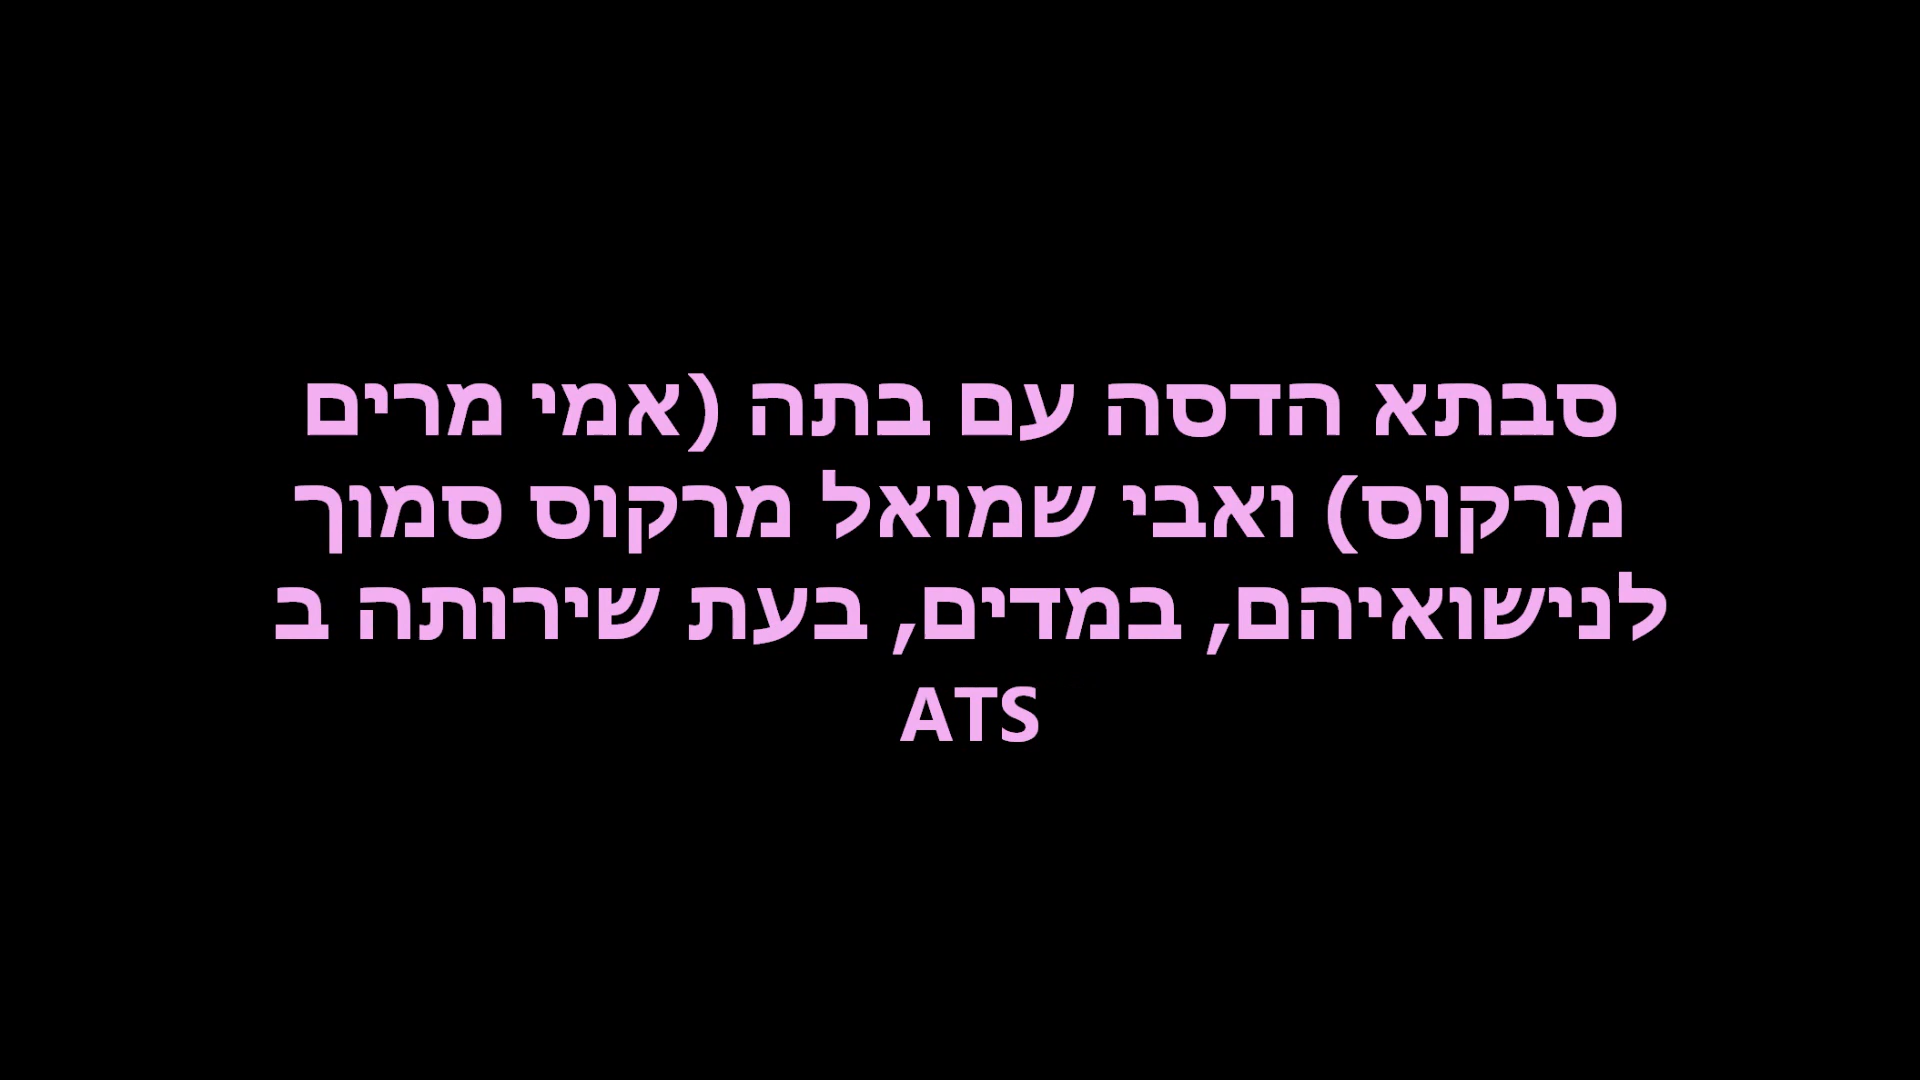 סבתא הדסה עם בתה (אמי מרים
מרקוס) ואבי שמואל מרקוס סמוך
לנישואיהם, במדים, בעת שירותה ב
ATS